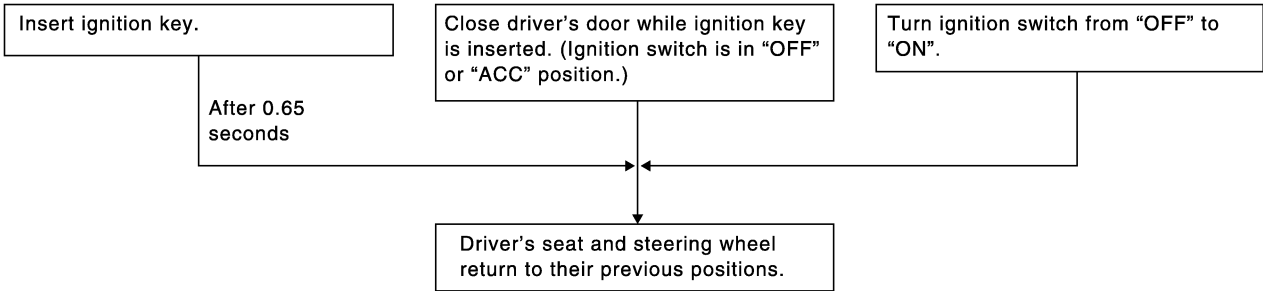 Insert ignition key.
Close driver’s door while ignition key
is inserted. (Ignition switch is in “OFF”
or “ACC” position.)
Turn ignition switch from “OFF” to
“ON”.
After 0.65
seconds
Driver’s seat and steering wheel
return to their previous positions.